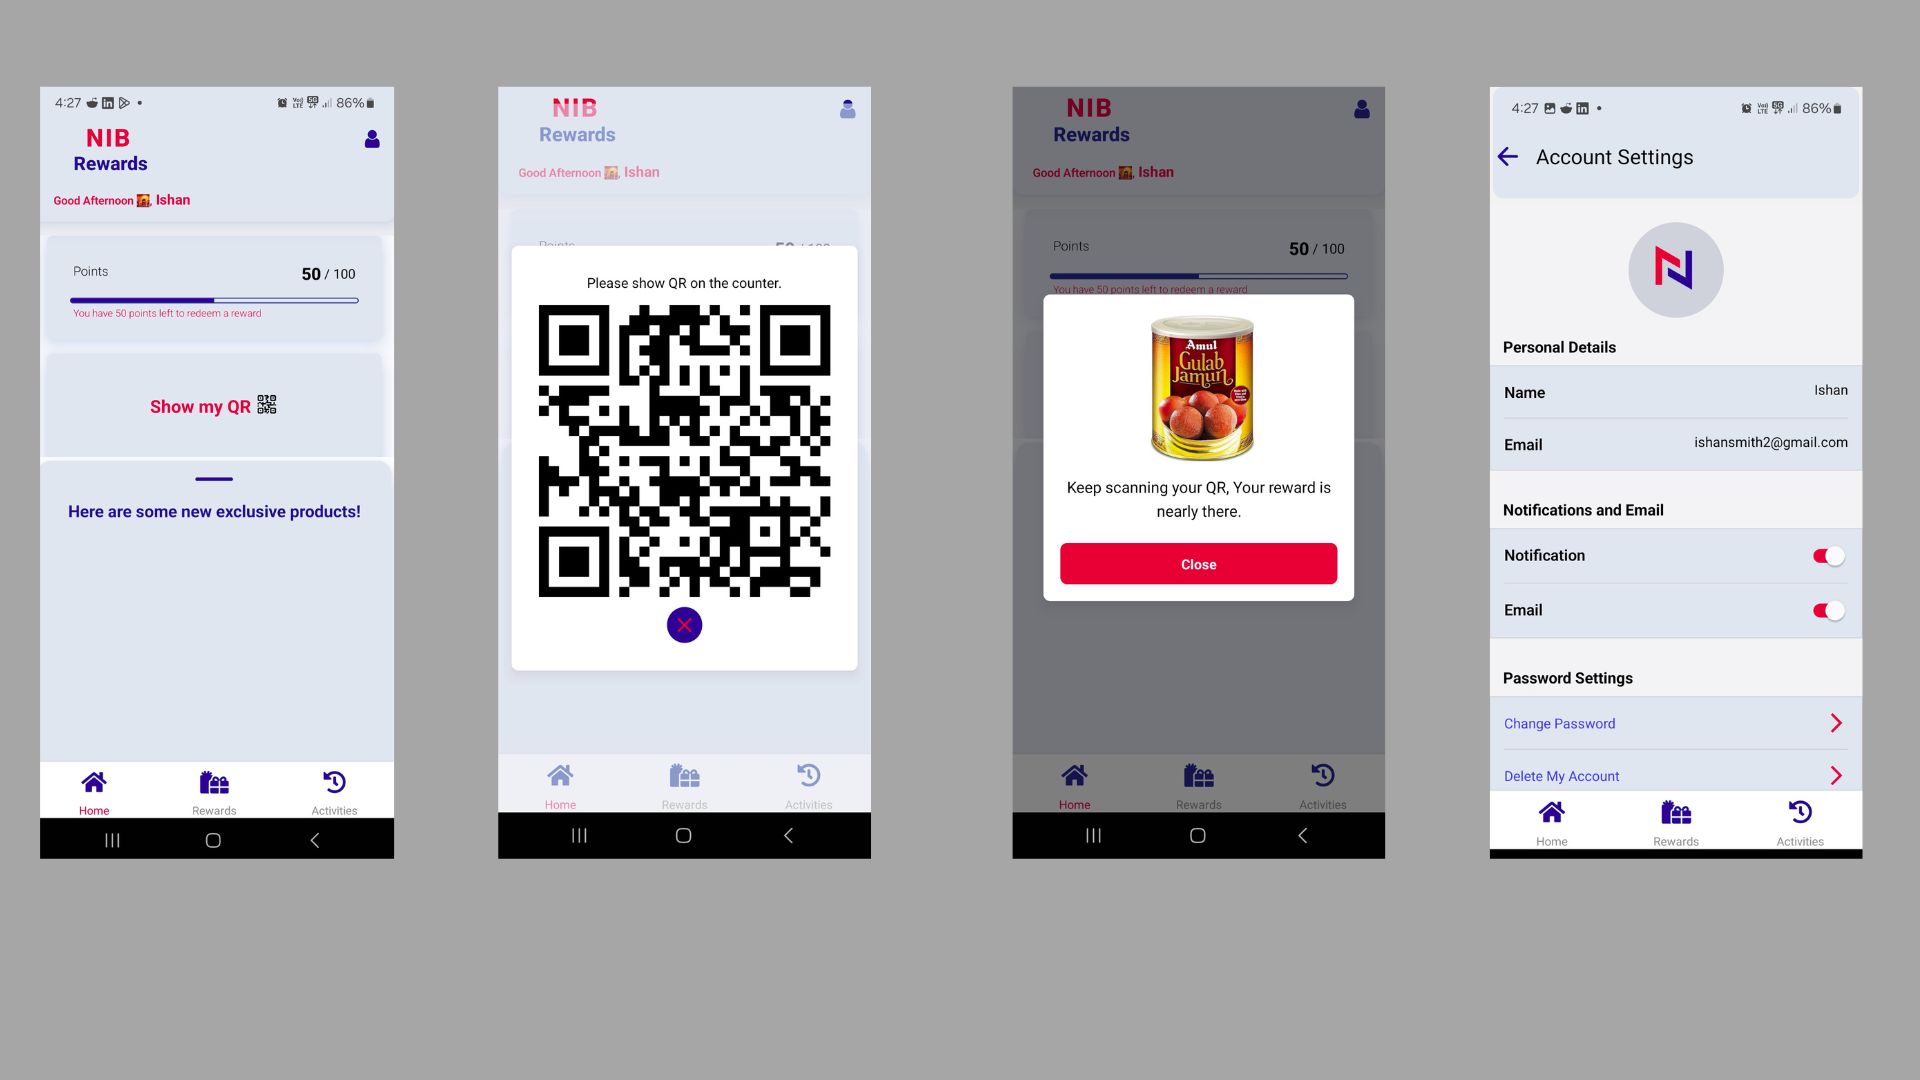 4:27
86%
NIB
Rewards
Good Afternoon, Ishan
Points
50 / 100
You have 50 points left to redeem a reward
Show my QR
Here are some new exclusive products!
Home
Rewards
Activities
NIB
Rewards
Good Afternoon, Ishan
Please show QR on the counter.
Home
Rewards
Activities
NIB
Rewards
Good Afternoon, Ishan
Points
50 / 100
You have 50 points left to redeem a reward
Amul
Gulab
Jamun
Keep scanning your QR, Your reward is
nearly there.
Close
Home
Rewards
Activities
4:27
86%
Account Settings
Personal Details
Name
Ishan
Email
ishansmith2@gmail.com
Notifications and Email
Notification
Email
Password Settings
Change Password
Delete My Account
Home
Rewards
Activities